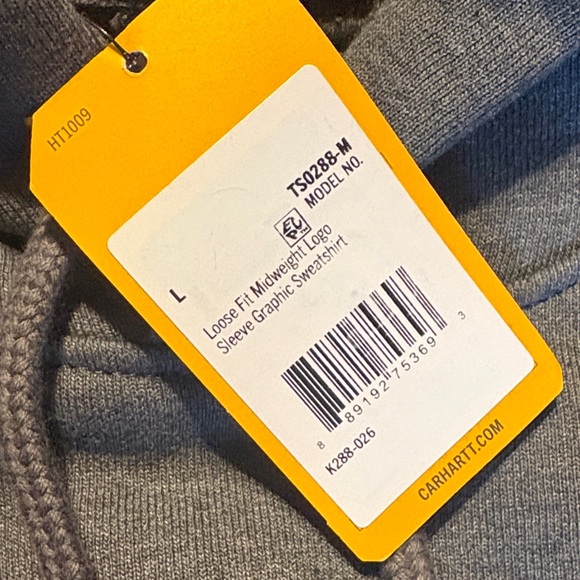 HT1009
TS0288-M
MODEL NO.
L
Loose Fit Midweight Logo
Sleeve Graphic Sweatshirt
8 89192 75369 3
K288-026
CARHARTT.COM